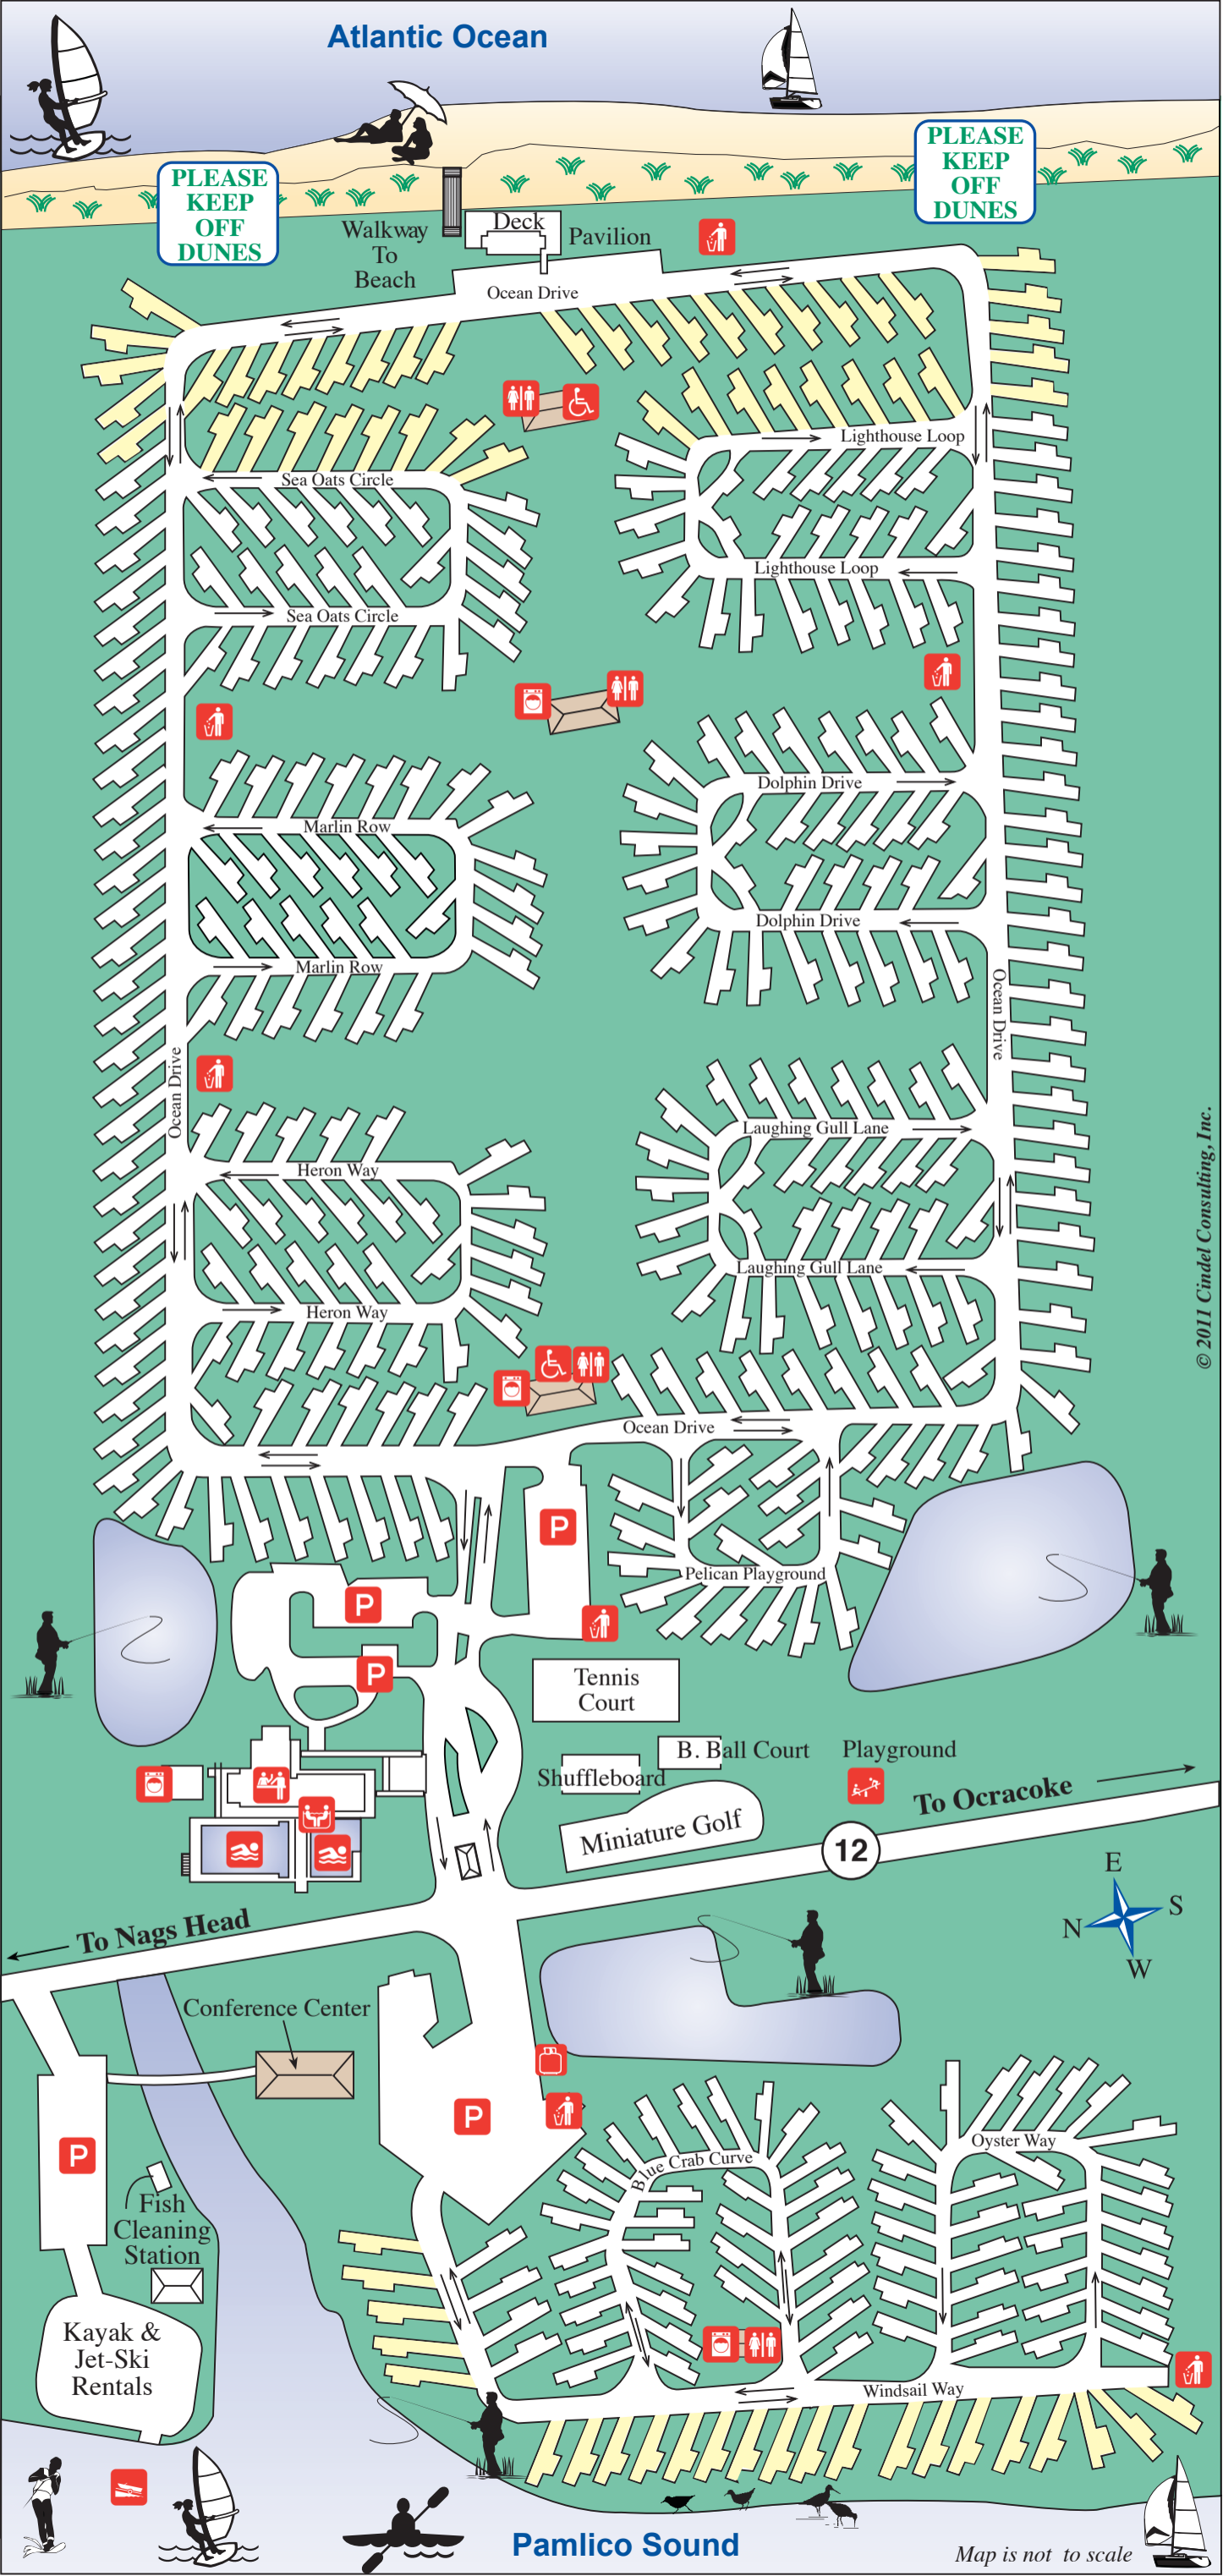 Atlantic Ocean
PLEASE
KEEP
OFF
DUNES
PLEASE
KEEP
OFF
DUNES
Walkway
To
Beach
Deck
Pavilion
Ocean Drive
Lighthouse Loop
Sea Oats Circle
Lighthouse Loop
Sea Oats Circle
Dolphin Drive
Marlin Row
Dolphin Drive
Marlin Row
Ocean Drive
Ocean Drive
Laughing Gull Lane
Heron Way
Laughing Gull Lane
Heron Way
© 2011 Cindel Consulting, Inc.
Ocean Drive
P
Pelican Playground
P
P
Tennis
Court
B. Ball Court
Playground
Shuffleboard
Miniature Golf
To Ocracoke
12
To Nags Head
E
S
N
W
Conference Center
P
P
Oyster Way
Blue Crab Curve
Fish
Cleaning
Station
Kayak &
Jet-Ski
Rentals
Windsail Way
Pamlico Sound
Map is not to scale